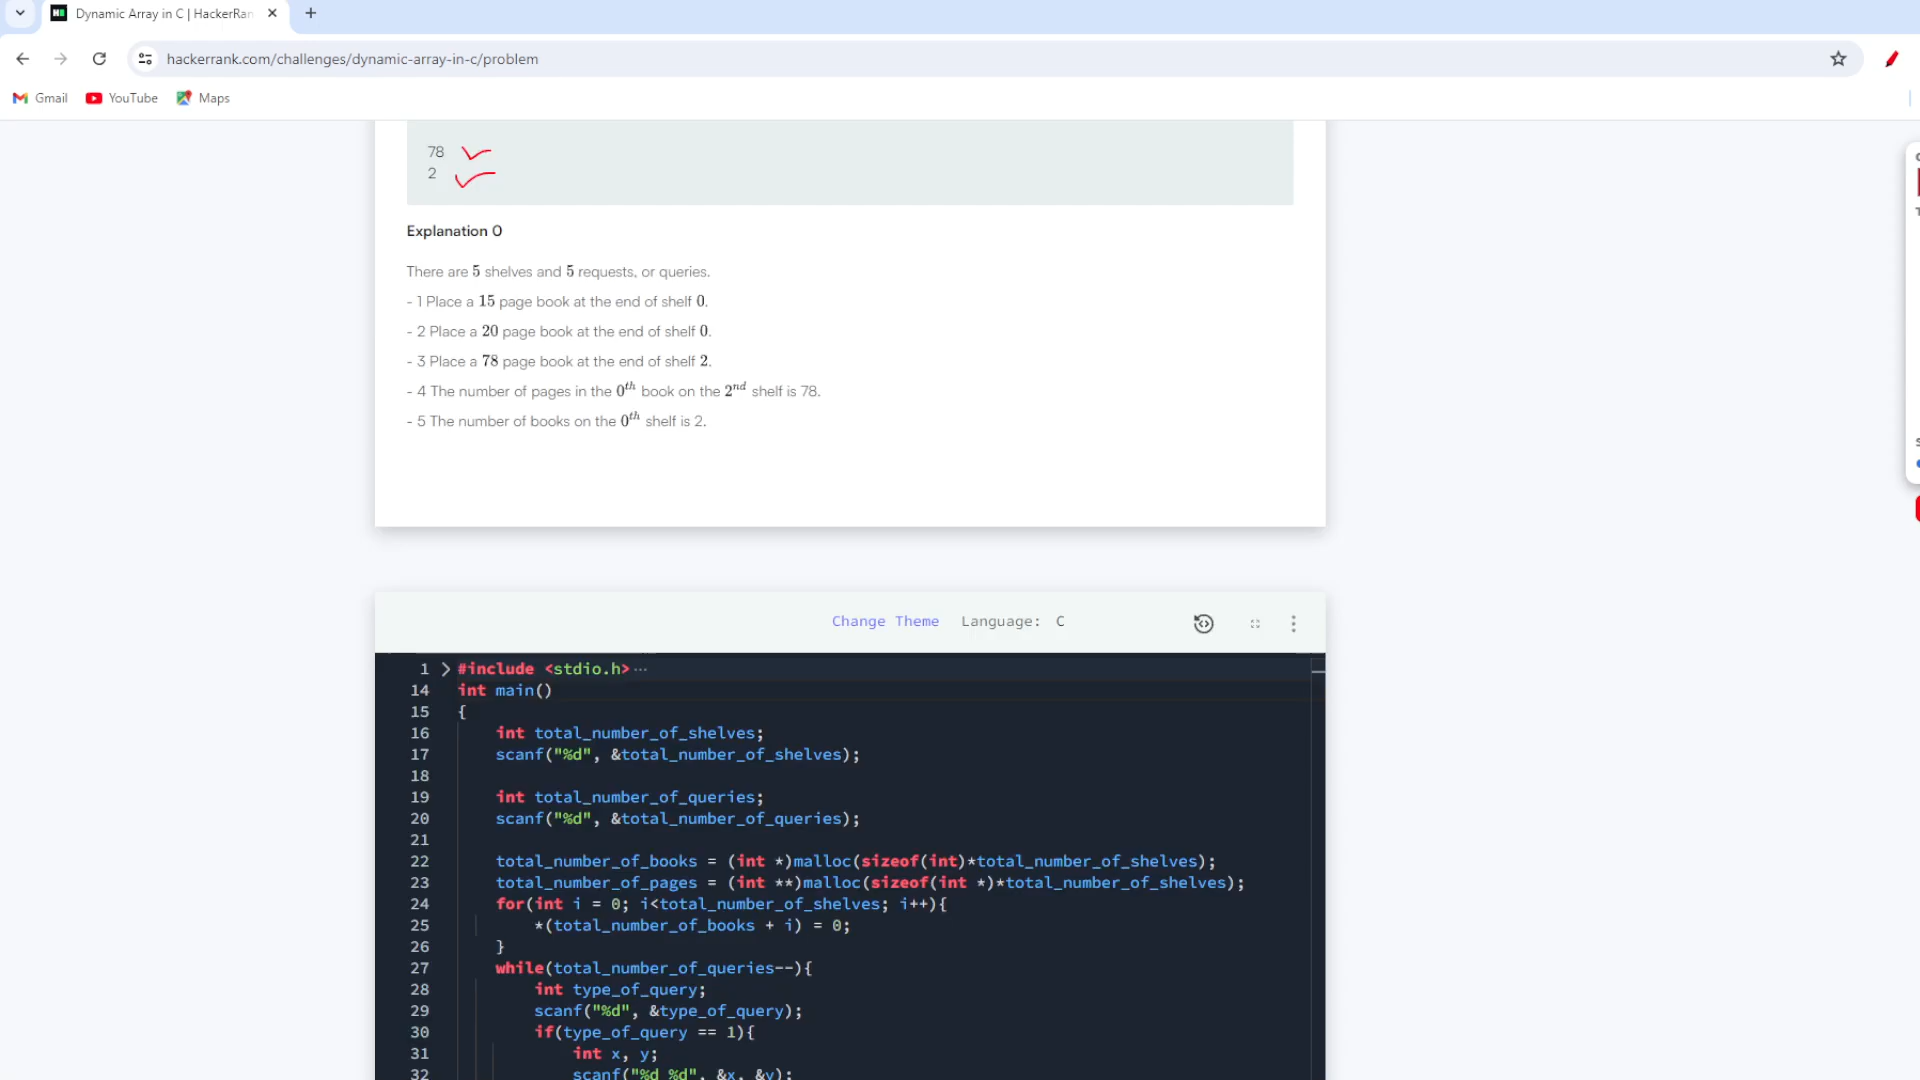 Dynamic Array in C | HackerRan
hackerrank.com/challenges/dynamic-array-in-c/problem
Gmail YouTube Maps
78
2
Explanation 0
There are 5 shelves and 5 requests, or queries.
- 1 Place a 15 page book at the end of shelf 0.
- 2 Place a 20 page book at the end of shelf 0.
- 3 Place a 78 page book at the end of shelf 2.
- 4 The number of pages in the 0th book on the 2nd shelf is 78.
- 5 The number of books on the 0th shelf is 2.
Change Theme Language: C
1 #include <stdio.h>...
14 int main()
15 {
16 int total_number_of_shelves;
17 scanf("%d", &total_number_of_shelves);
18
19 int total_number_of_queries;
20 scanf("%d", &total_number_of_queries);
21
22 total_number_of_books = (int *)malloc(sizeof(int)*total_number_of_shelves);
23 total_number_of_pages = (int **)malloc(sizeof(int *)*total_number_of_shelves);
24 for(int i = 0; i<total_number_of_shelves; i++){
25 *(total_number_of_books + i) = 0;
26 }
27 while(total_number_of_queries--){
28 int type_of_query;
29 scanf("%d", &type_of_query);
30 if(type_of_query == 1){
31 int x, y;
32 scanf("%d %d", &x, &y);